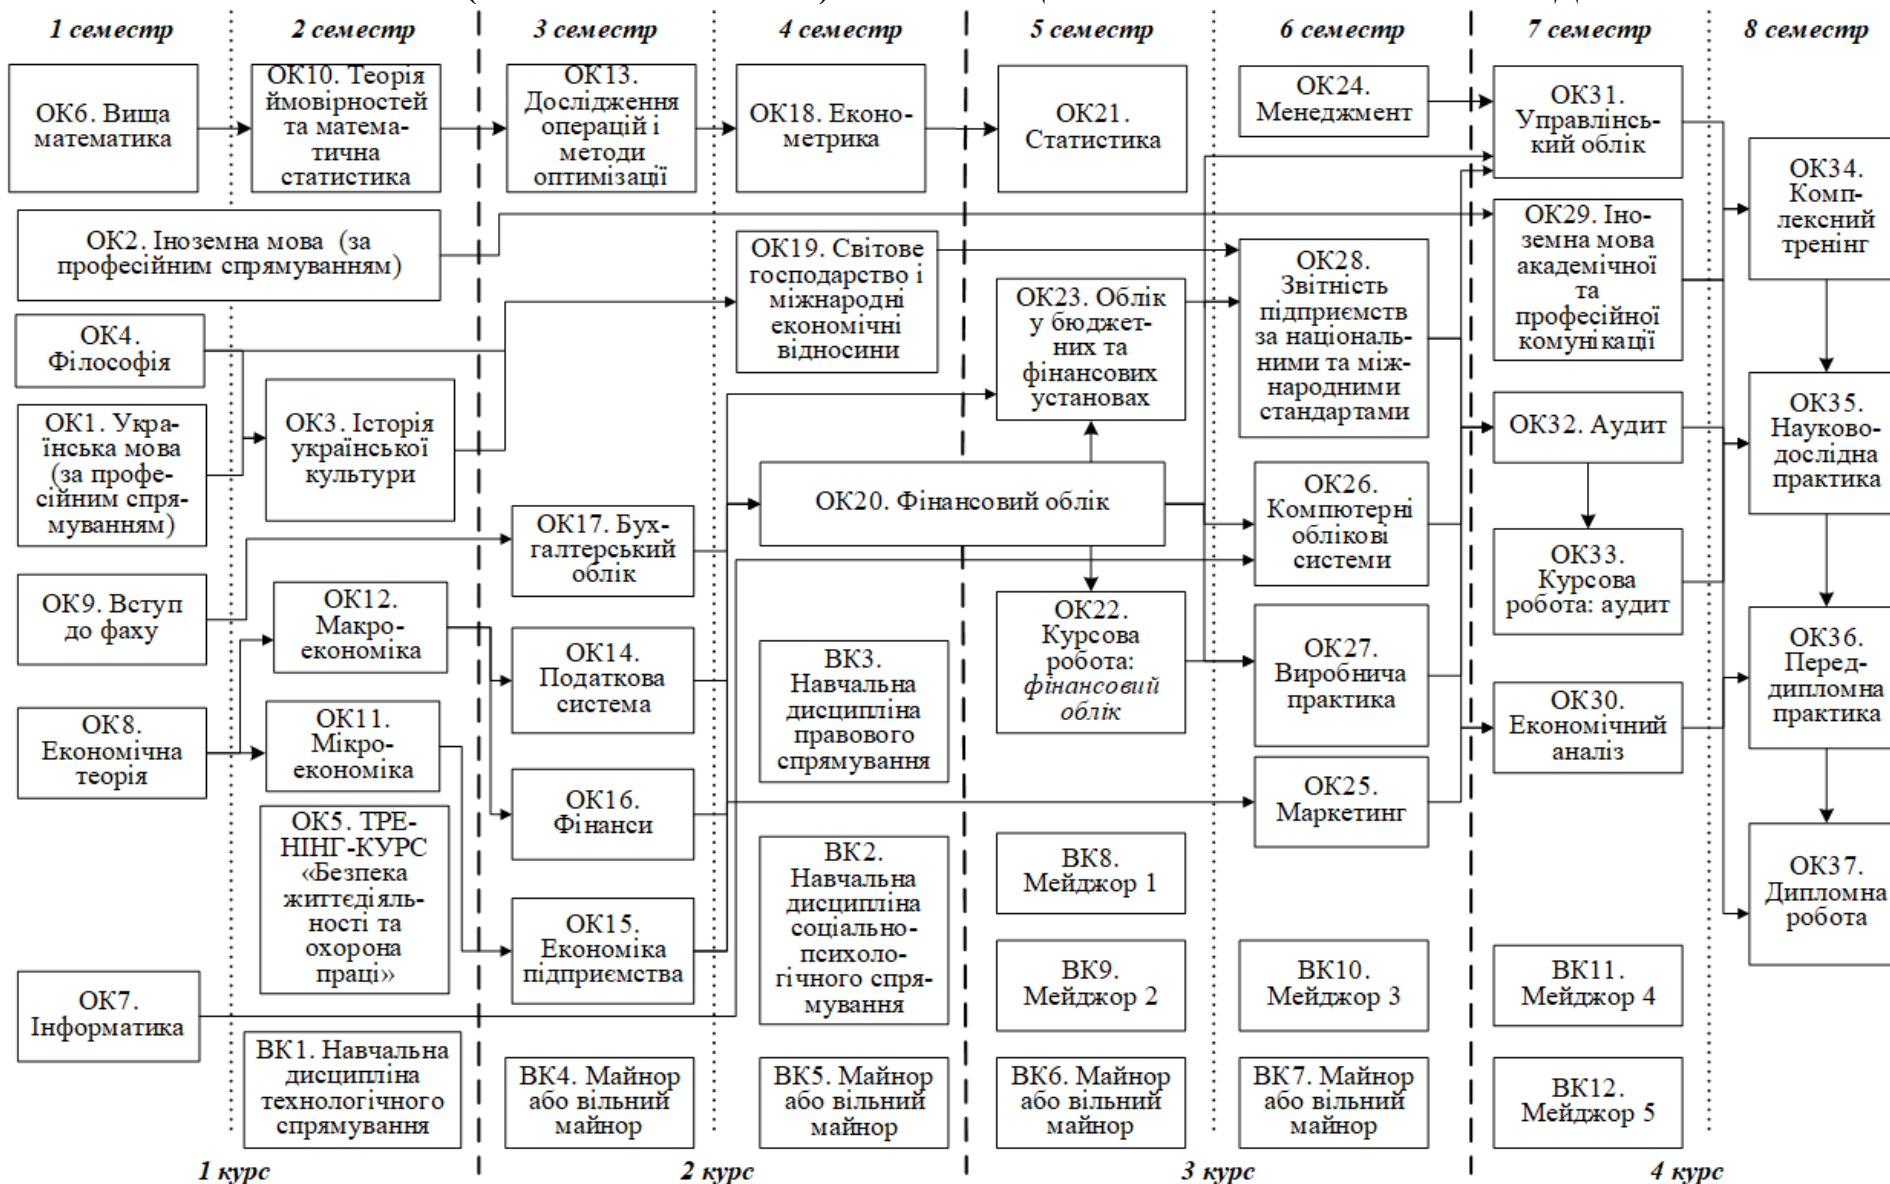 1 семестр
2 семестр
3 семестр
4 семестр
5 семестр
6 семестр
7 семестр
8 семестр
ОК6. Вища
математика
ОК10. Теорія
ймовірностей
та матема-
тична
статистика
ОК13.
Дослідження
операцій і
методи
оптимізації
ОК18. Еконо-
метрика
ОК21.
Статистика
ОК24.
Менеджмент
ОК31.
Управлінсь-
кий облік
ОК34.
Комп-
лексний
тренінг
ОК2. Іноземна мова (за
професійним спрямуванням)
ОК19. Світове
господарство і
міжнародні
економічні
відносини
ОК23. Облік
у бюджет-
них та
фінансових
установах
ОК28.
Звітність
підприємств
за національ-
ними та між-
народними
стандартами
ОК29. Іно-
земна мова
академічної
та
професійної
комунікації
ОК4.
Філософія
ОК1. Укра-
їнська мова
(за профе-
сійним спря-
муванням)
ОК3. Історія
української
культури
ОК32. Аудит
ОК35.
Науково-
дослідна
практика
ОК17. Бух-
галтерський
облік
ОК20. Фінансовий облік
ОК26.
Компютерні
облікові
системи
ОК33.
Курсова
робота: аудит
ОК9. Вступ
до фаху
ОК12.
Макро-
економіка
ОК14.
Податкова
система
ВК3.
Навчальна
дисципліна
правового
спрямування
ОК22.
Курсова
робота:
фінансовий
облік
ОК27.
Виробнича
практика
ОК36.
Перед-
дипломна
практика
ОК8.
Економічна
теорія
ОК11.
Мікро-
економіка
ОК16.
Фінанси
ОК25.
Маркетинг
ОК30.
Економічний
аналіз
ОК5. ТРЕ-
НІНГ-КУРС
«Безпека
життєдіяль-
ності та
охорона
праці»
ОК15.
Економіка
підприємства
ВК2.
Навчальна
дисципліна
соціально-
психоло-
гічного спря-
мування
ВК8.
Мейджор 1
ОК37.
Дипломна
робота
ОК7.
Інформатика
ВК9.
Мейджор 2
ВК10.
Мейджор 3
ВК11.
Мейджор 4
ВК1. Навчальна
дисципліна
технологічного
спрямування
ВК4. Майнор
або вільний
майнор
ВК5. Майнор
або вільний
майнор
ВК6. Майнор
або вільний
майнор
ВК7. Майнор
або вільний
майнор
ВК12.
Мейджор 5
1 курс
2 курс
3 курс
4 курс